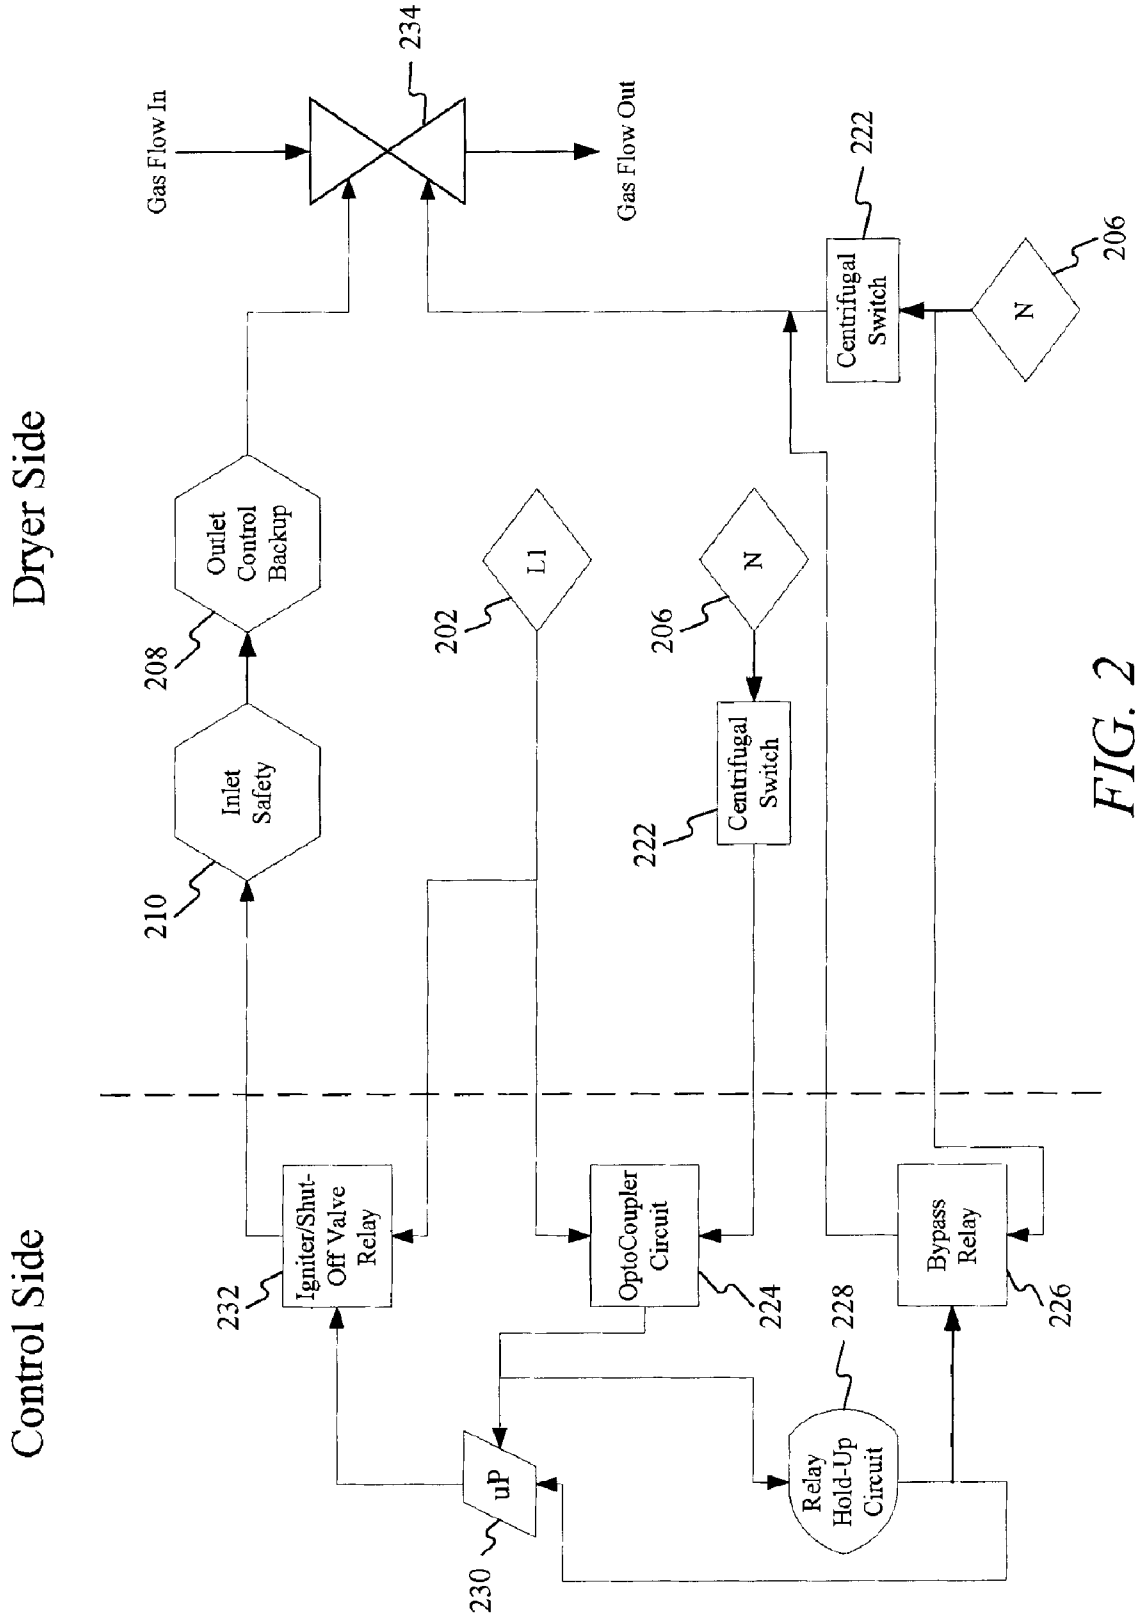 Control Side
Dryer Side
Igniter/Shut-
Off Valve
Relay
232
Inlet
Safety
210
Outlet
Control
Backup
208
Gas Flow In
234
Gas Flow Out
uP
230
OptoCoupler
Circuit
224
L1
202
N
206
Centrifugal
Switch
222
Relay
Hold-Up
Circuit
228
Bypass
Relay
226
Centrifugal
Switch
222
N
206
FIG. 2